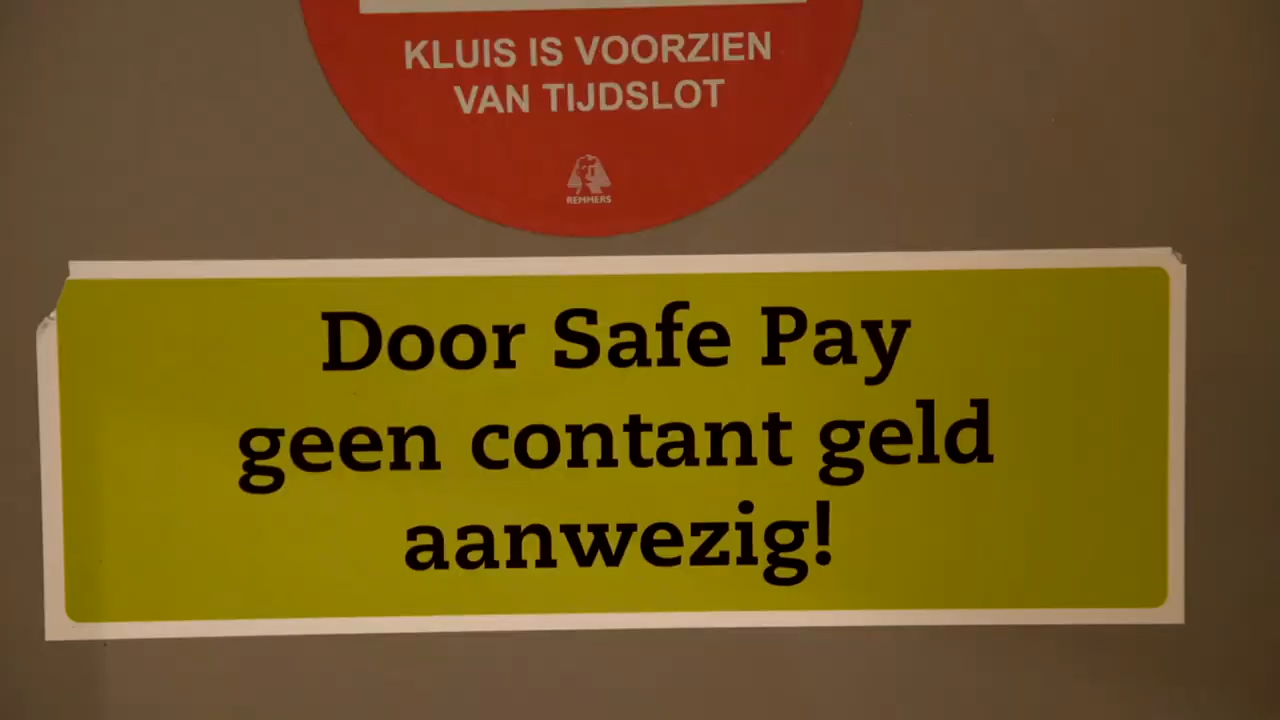 KLUIS IS VOORZIEN
VAN TIJDSLOT
REMMERS
Door Safe Pay
geen contant geld
aanwezig!